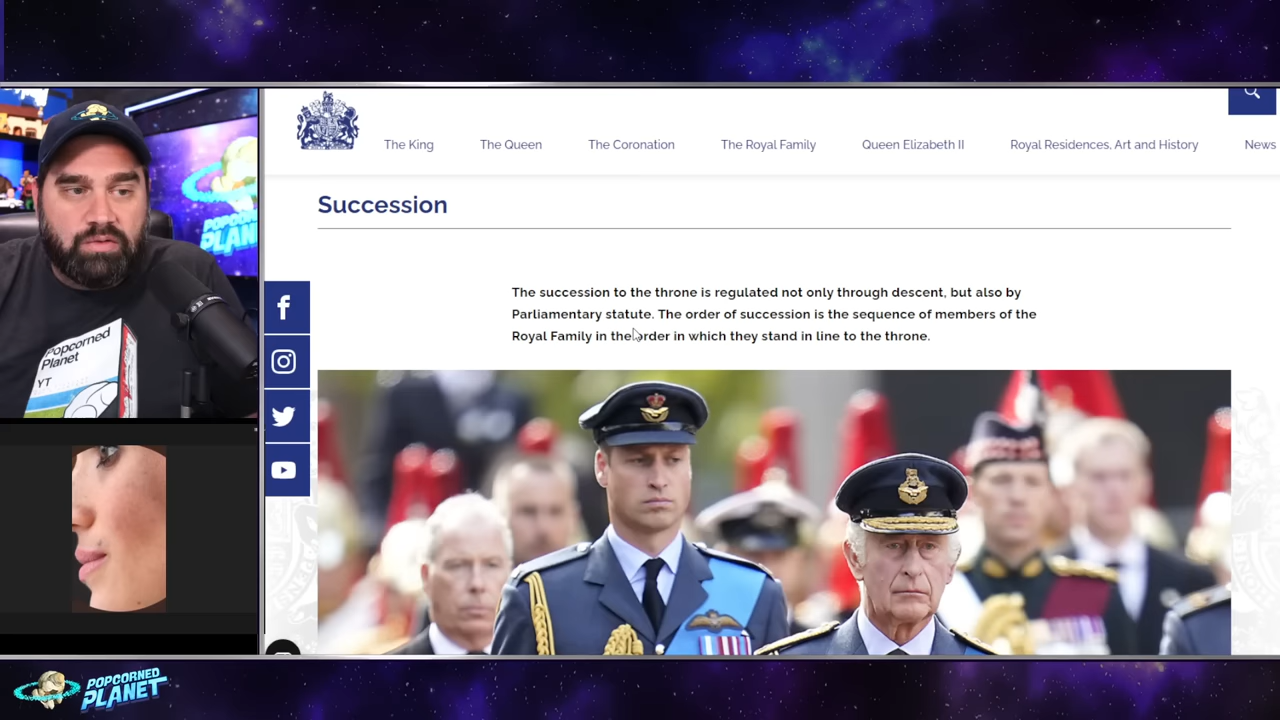 The King
The Queen
The Coronation
The Royal Family
Queen Elizabeth II
Royal Residences, Art and History
News
Succession
The succession to the throne is regulated not only through descent, but also by
Parliamentary statute. The order of succession is the sequence of members of the
Royal Family in the order in which they stand in line to the throne.
POPCORNED
PLANET
Popcorned
Planet
YT
POPCORNED
PLANET